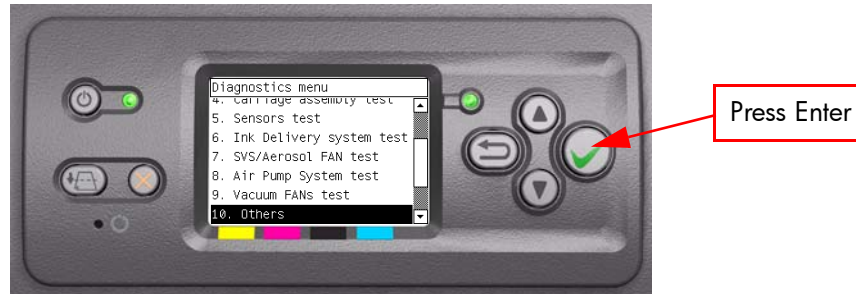 Diagnostics menu
4. Carriage assembly test
5. Sensors test
6. Ink Delivery system test
7. SVS/Aerosol FAN test
8. Air Pump System test
9. Vacuum FANs test
10. Others
Press Enter